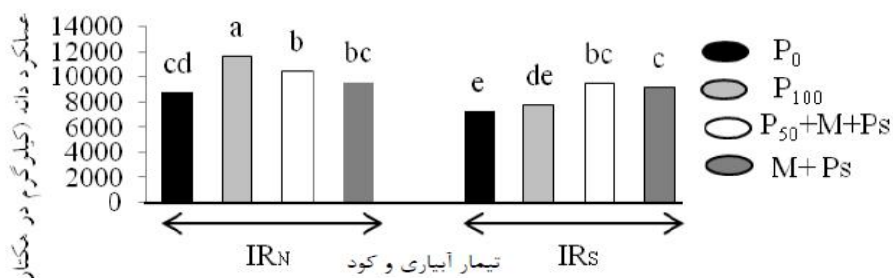 عملکرد دانه (کیلوگرم در هکتار
14000
12000
10000
8000
6000
4000
2000
0
cd
a
b
bc
e
de
bc
c
P0
P100
P50+M+Ps
M+Ps
IRN
IRS
تیمار آبیاری و کود